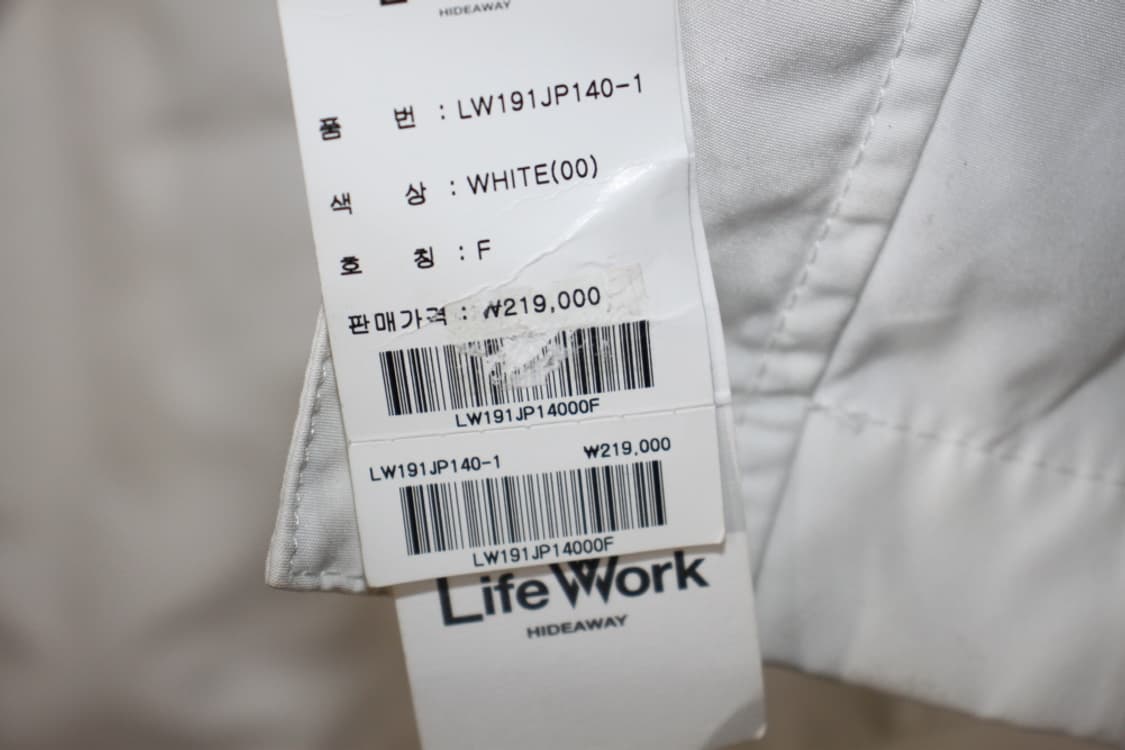 HIDEAWAY
품 번 : LW191JP140-1
색 상 : WHITE(00)
호 칭 : F
판매가격 : ₩219,000
LW191JP14000F
LW191JP140-1 ₩219,000
LW191JP14000F
LifeWork
HIDEAWAY